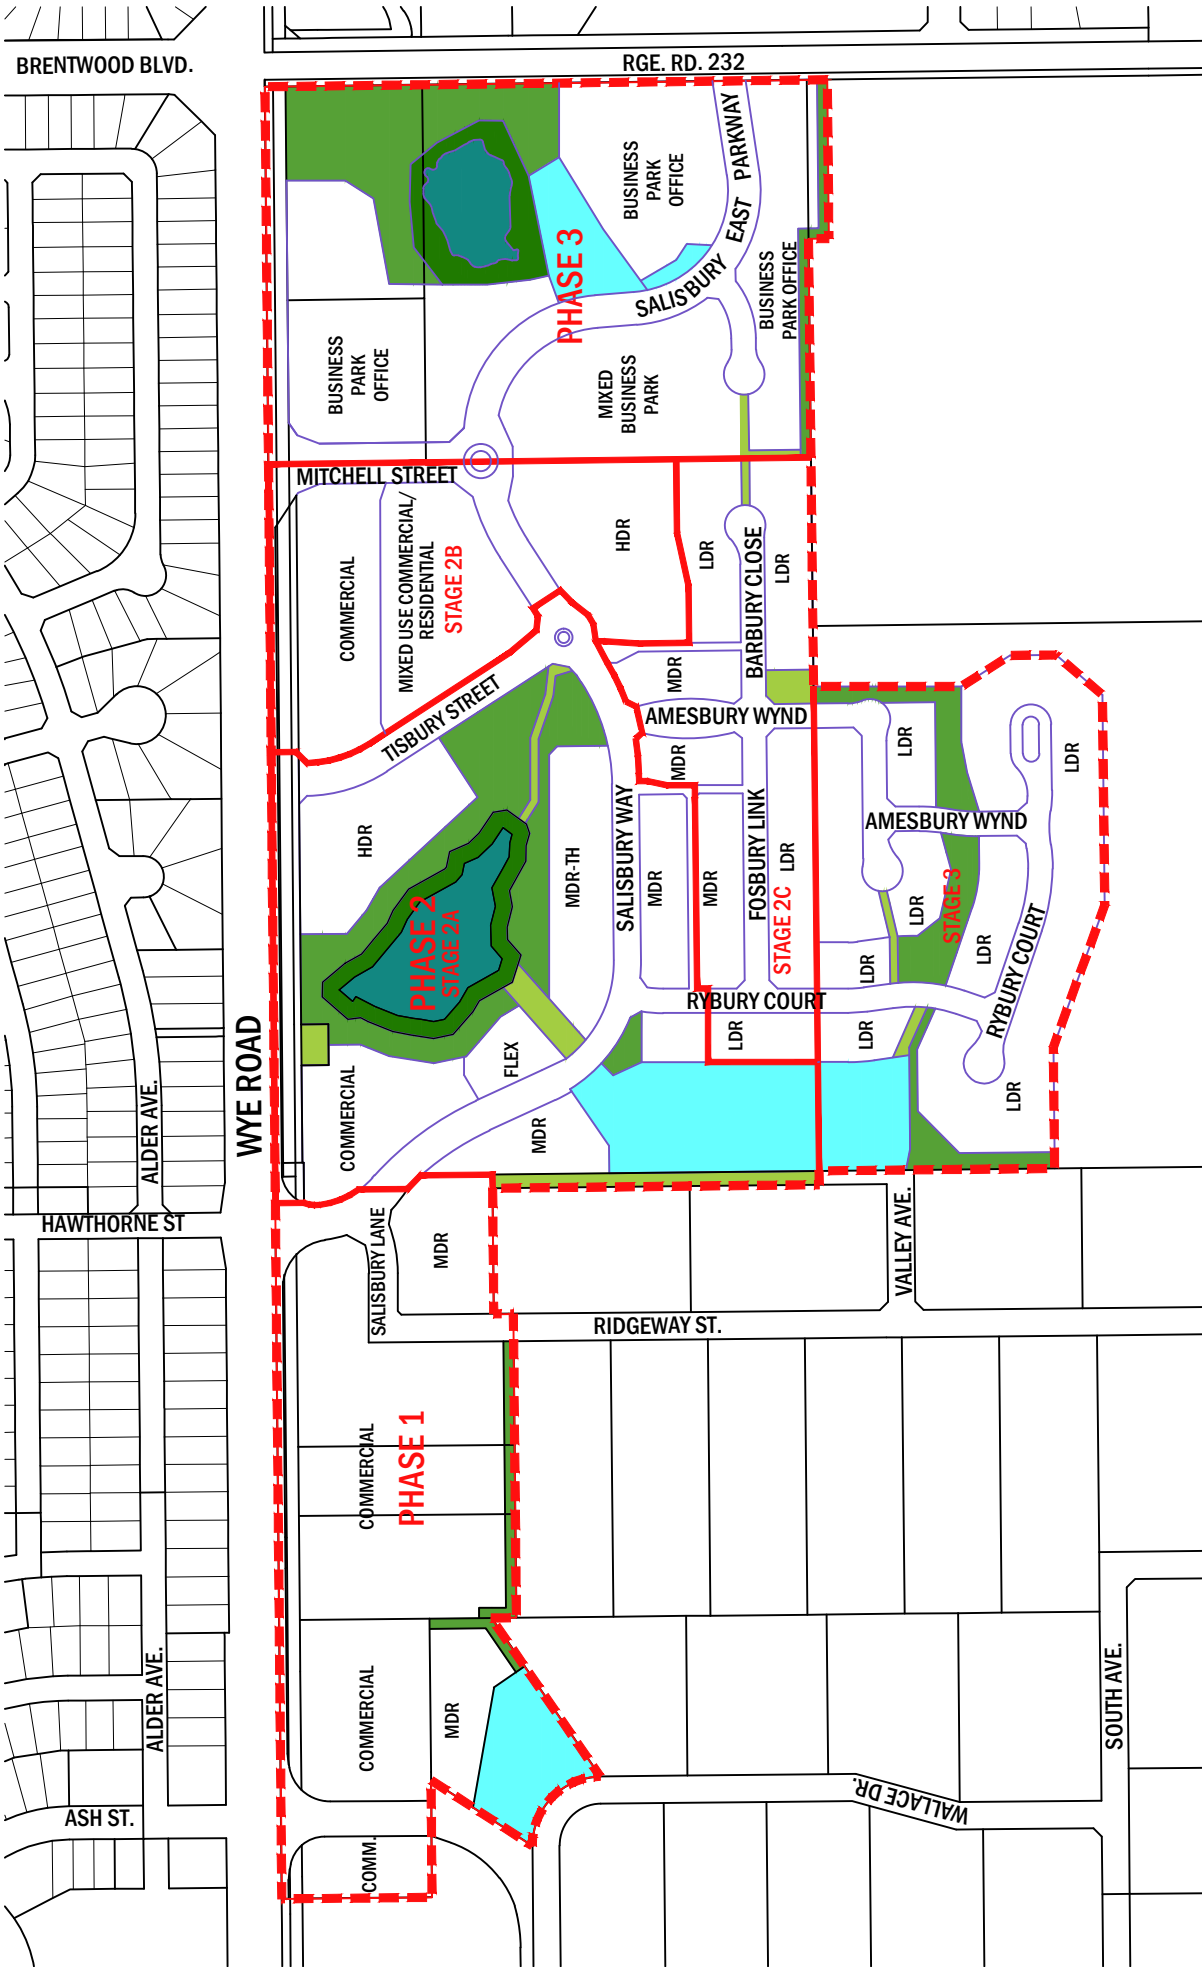 RGE. RD. 232
BRENTWOOD BLVD.
PARKWAY
EAST
SALISBURY
BUSINESS
PARK
OFFICE
PHASE 3
BUSINESS
PARK OFFICE
BUSINESS
PARK
OFFICE
MIXED
BUSINESS
PARK
MITCHELL STREET
COMMERCIAL
MIXED USE COMMERCIAL/
RESIDENTIAL
STAGE 2B
HDR
LDR
BARBURY CLOSE
LDR
MDR
TISBURY STREET
AMESBURY WYND
MDR
LDR
LDR
HDR
MDR-TH
SALISBURY WAY
MDR
MDR
FOSBURY LINK
LDR
STAGE 2C
AMESBURY WYND
LDR
STAGE 3
LDR
LDR
RYBURY COURT
PHASE 2
STAGE 2A
RYBURY COURT
LDR
LDR
LDR
FLEX
MDR
COMMERCIAL
WYE ROAD
ALDER AVE.
HAWTHORNE ST
SALISBURY LANE
MDR
VALLEY AVE.
RIDGEWAY ST.
COMMERCIAL
PHASE 1
COMMERCIAL
MDR
ALDER AVE.
SOUTH AVE.
WALLACE DR.
ASH ST.
COMM.